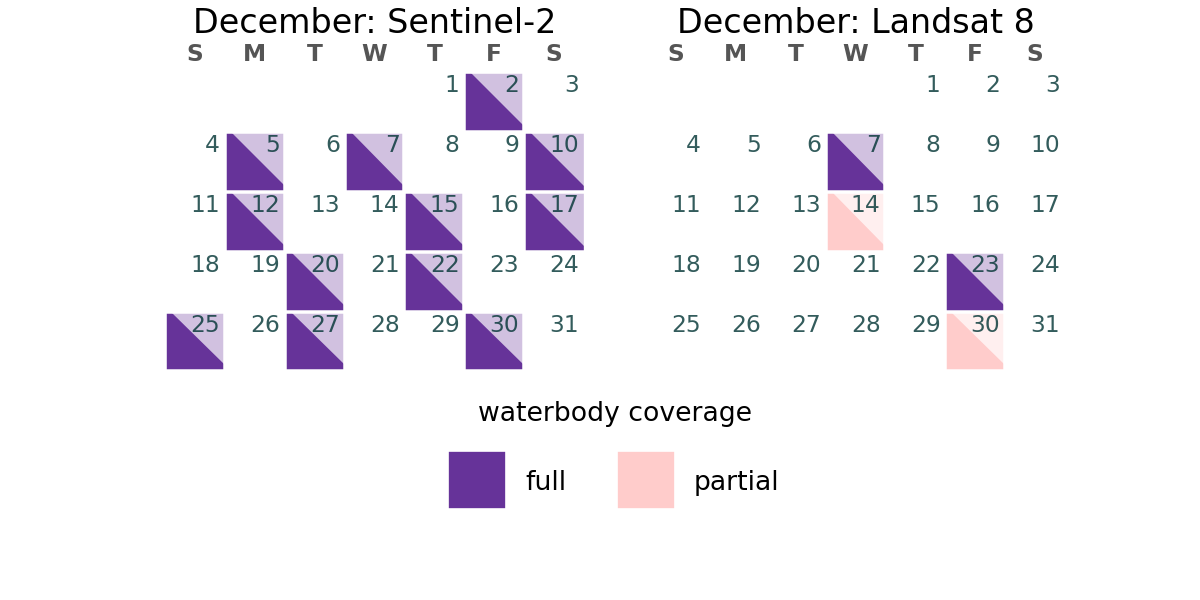 December: Sentinel-2
S M T W T F S
1 2 3
4 5 6 7 8 9 10
11 12 13 14 15 16 17
18 19 20 21 22 23 24
25 26 27 28 29 30 31
December: Landsat 8
S M T W T F S
1 2 3
4 5 6 7 8 9 10
11 12 13 14 15 16 17
18 19 20 21 22 23 24
25 26 27 28 29 30 31
waterbody coverage
full partial